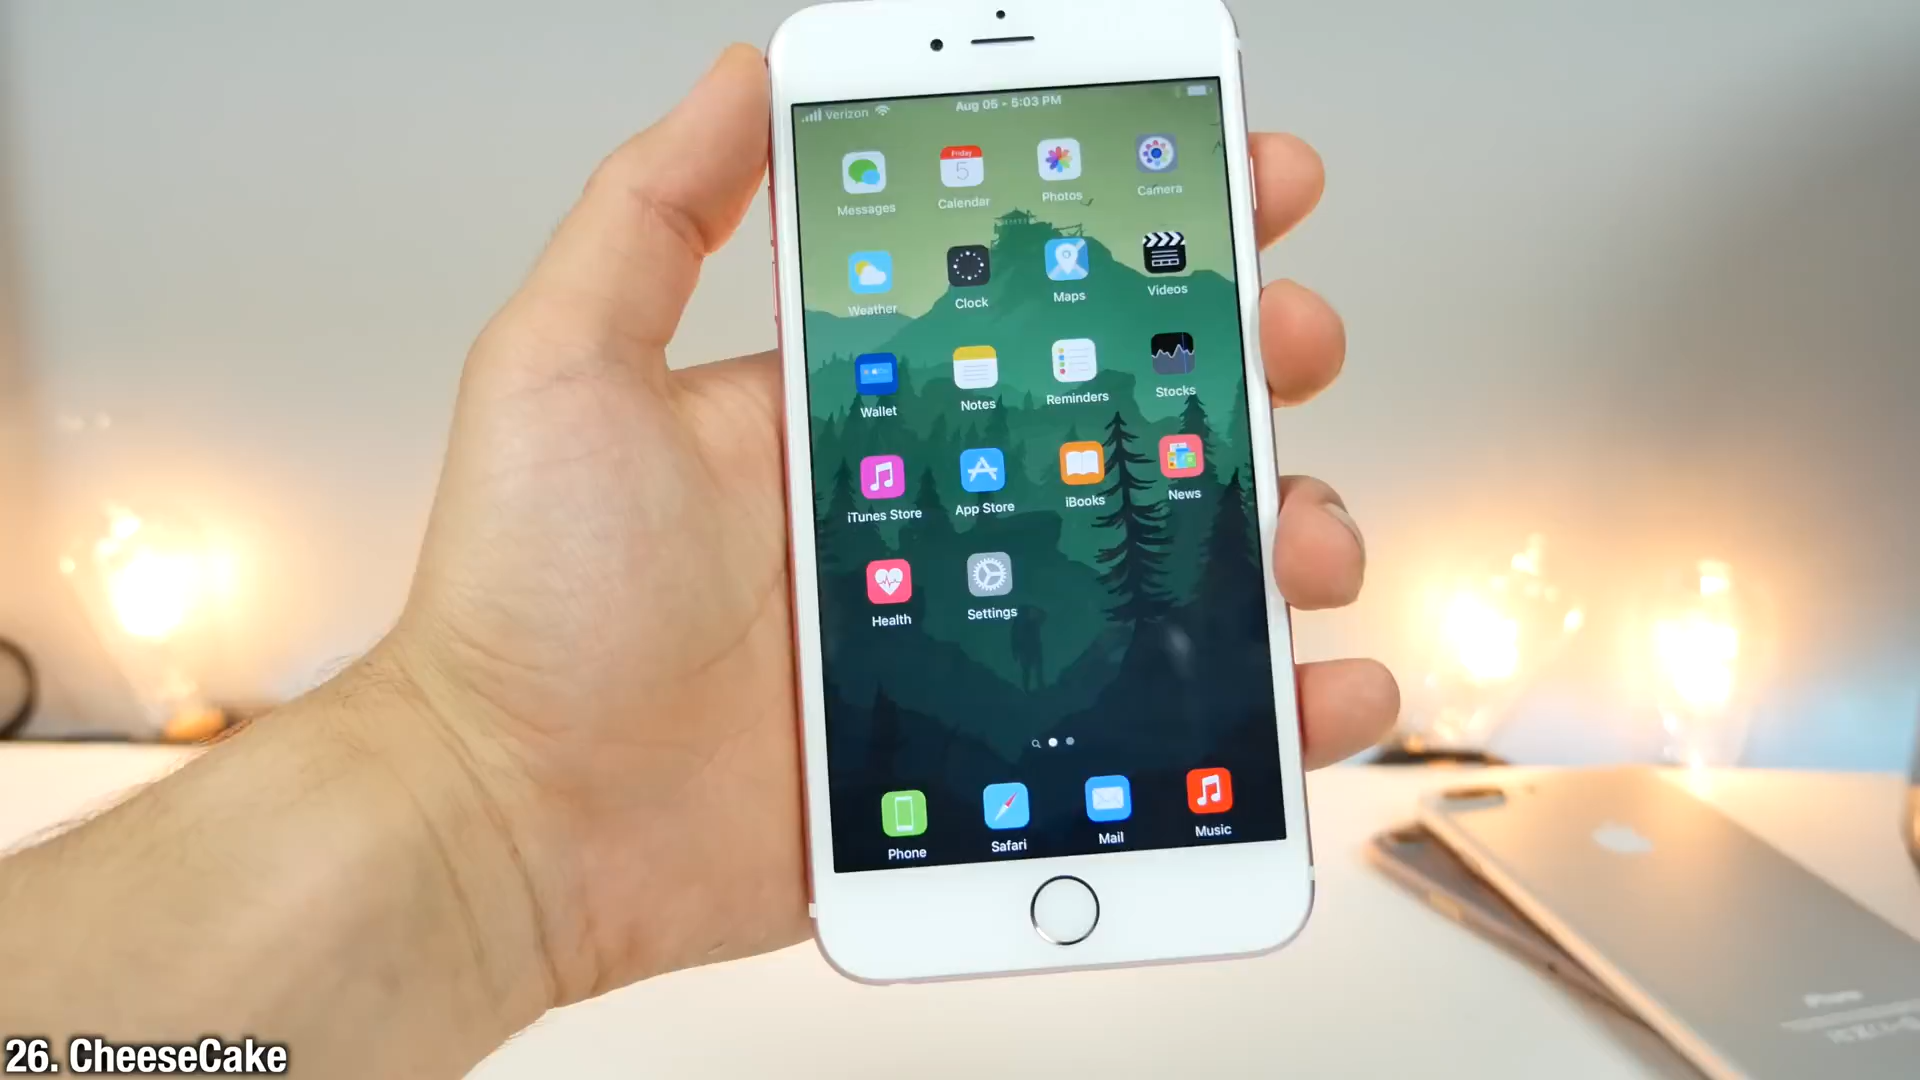 Verizon
Aug 05 - 5:03 PM
Messages
Friday
5
Calendar
Photos
Camera
Weather
Clock
Maps
Videos
Wallet
Notes
Reminders
Stocks
iTunes Store
App Store
iBooks
News
Health
Settings
Phone
Safari
Mail
Music
iPhone
26. CheeseCake